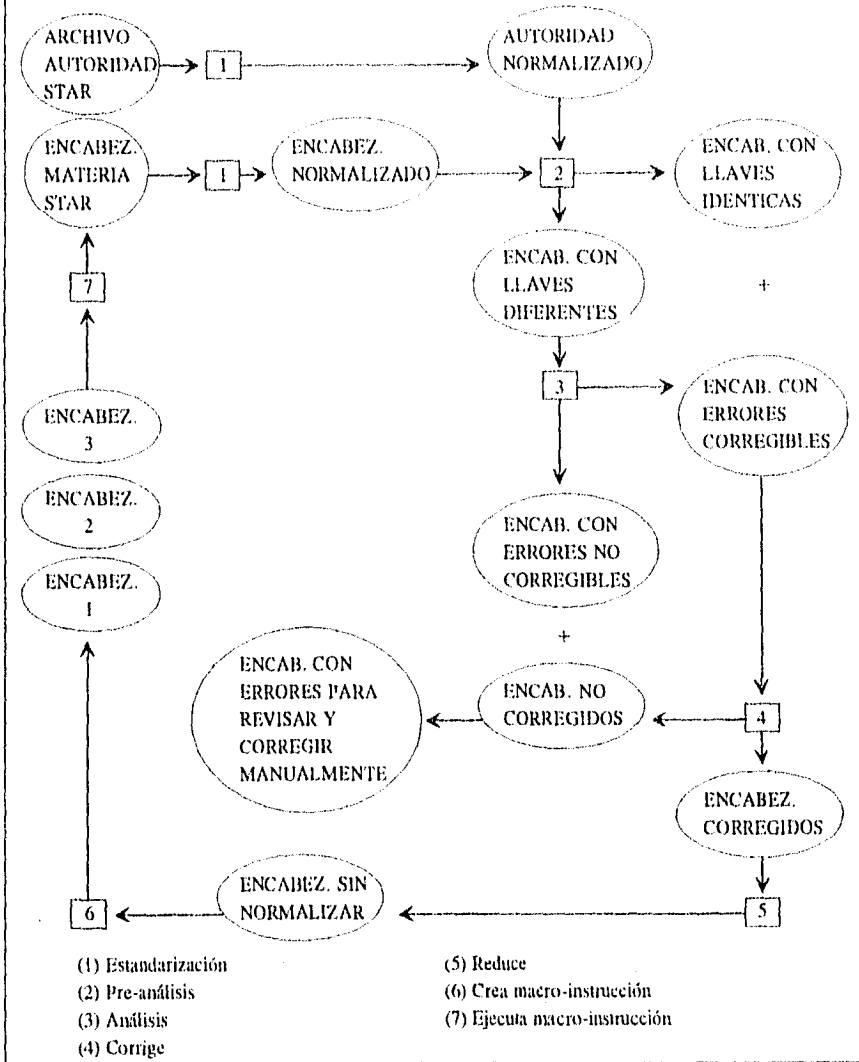 ARCHIVO
AUTORIDAD
STAR
1
AUTORIDAD
NORMALIZADO
ENCABEZ.
MATERIA
STAR
1
ENCABEZ.
NORMALIZADO
2
ENCAB. CON
LLAVES
IDENTICAS
7
ENCAB. CON
LLAVES
DIFERENTES
+
3
ENCAB. CON
ERRORES
CORREGIBLES
ENCABEZ.
3
ENCABEZ.
2
ENCABEZ.
1
ENCAB. CON
ERRORES NO
CORREGIBLES
+
ENCAB. CON
ERRORES PARA
REVISAR Y
CORREGIR
MANUALMENTE
ENCAB. NO
CORREGIDOS
4
ENCABEZ.
CORREGIDOS
6
ENCABEZ. SIN
NORMALIZAR
5
(1) Estandarización
(2) Pre-análisis
(3) Análisis
(4) Corrige
(5) Reduce
(6) Crea macro-instrucción
(7) Ejecuta macro-instrucción